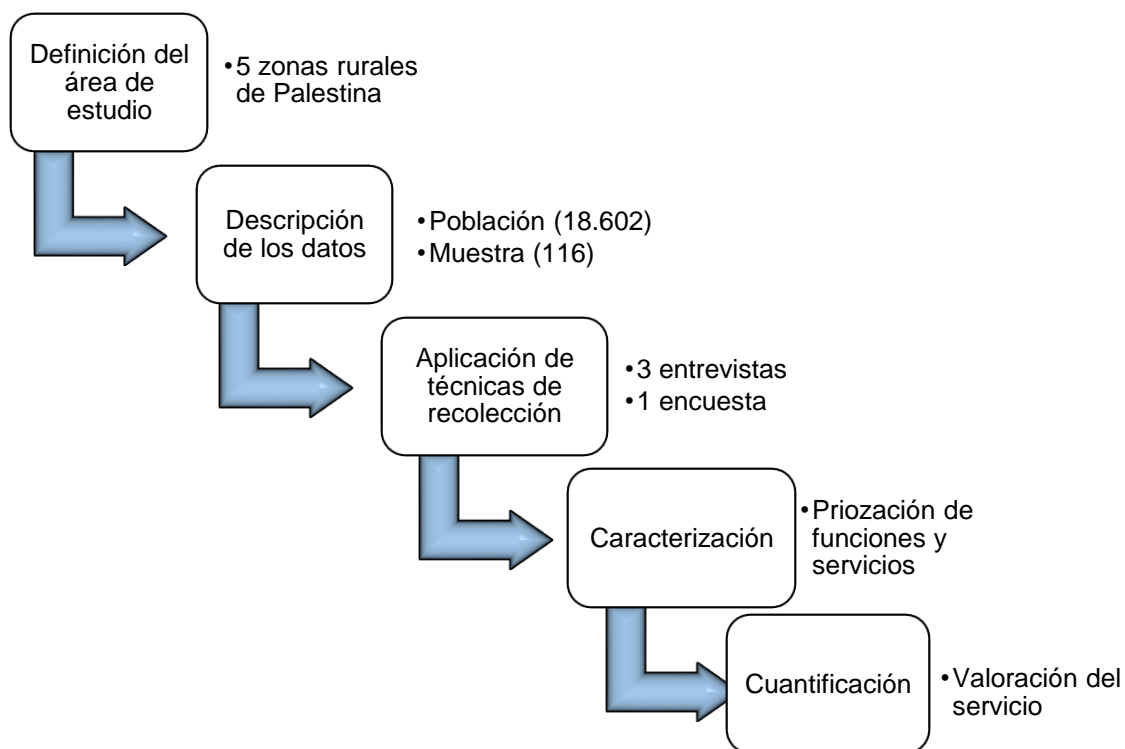 Definición del
área de
estudio
•5 zonas rurales
de Palestina
Descripción
de los datos
•Población (18.602)
•Muestra (116)
Aplicación de
técnicas de
recolección
•3 entrevistas
•1 encuesta
Caracterización
•Priozación de
funciones y
servicios
Cuantificación
•Valoración del
servicio